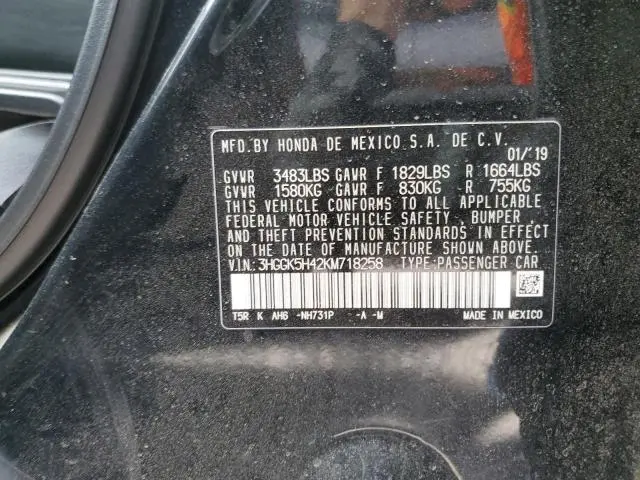 MFD.BY HONDA DE MEXICO S.A. DE C.V.
01/'19
GVWR 3483LBS GAWR F 1829LBS R 1664LBS
GVWR 1580KG GAWR F 830KG R 755KG
THIS VEHICLE CONFORMS TO ALL APPLICABLE
FEDERAL MOTOR VEHICLE SAFETY, BUMPER,
AND THEFT PREVENTION STANDARDS IN EFFECT
ON THE DATE OF MANUFACTURE SHOWN ABOVE.
V.I.N: 3HGGK5H42KM718258 TYPE:PASSENGER CAR
T5R K AH6 -NH731P -A -M MADE IN MEXICO